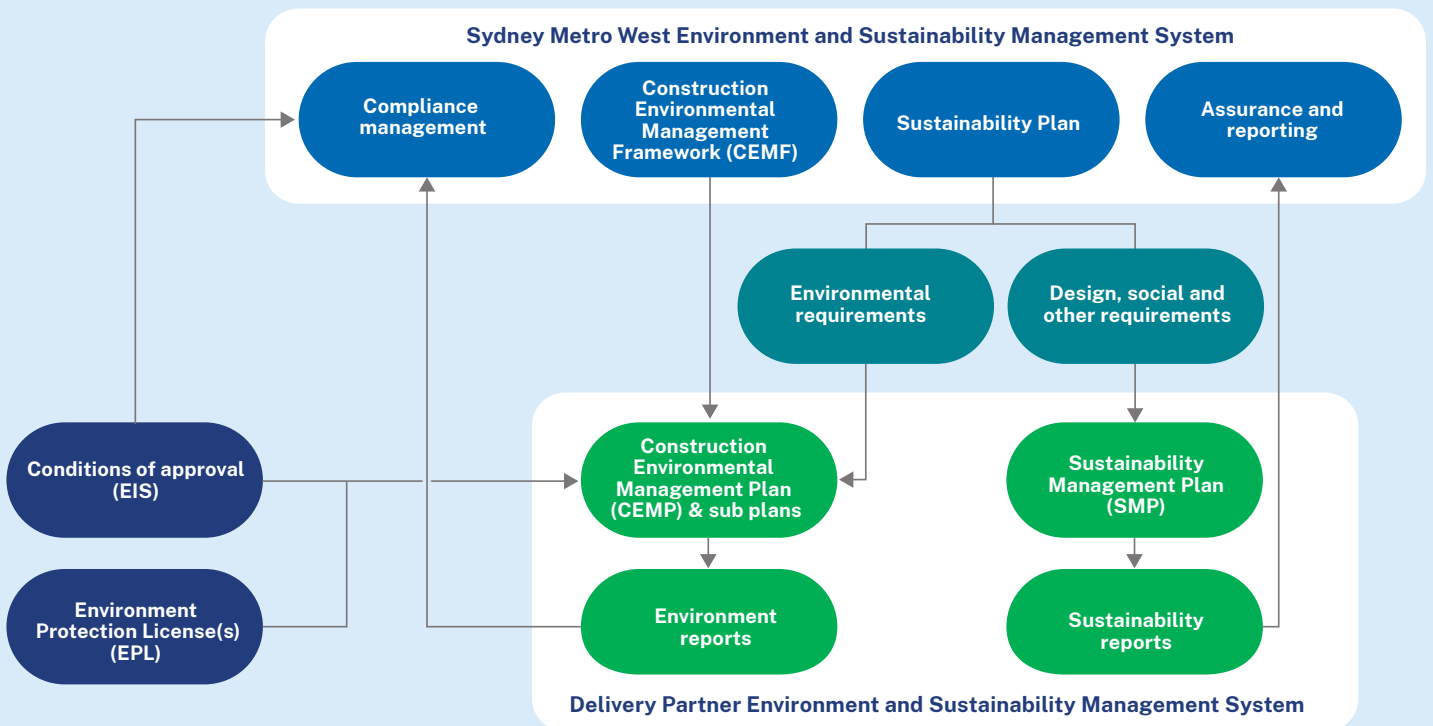 Sydney Metro West Environment and Sustainability Management System
Compliance
management
Construction
Environmental
Management
Framework (CEMF)
Sustainability Plan
Assurance and
reporting
Environmental
requirements
Design, social and
other requirements
Conditions of approval
(EIS)
Construction
Environmental
Management Plan
(CEMP) & sub plans
Sustainability
Management Plan
(SMP)
Environment
Protection License(s)
(EPL)
Environment
reports
Sustainability
reports
Delivery Partner Environment and Sustainability Management System